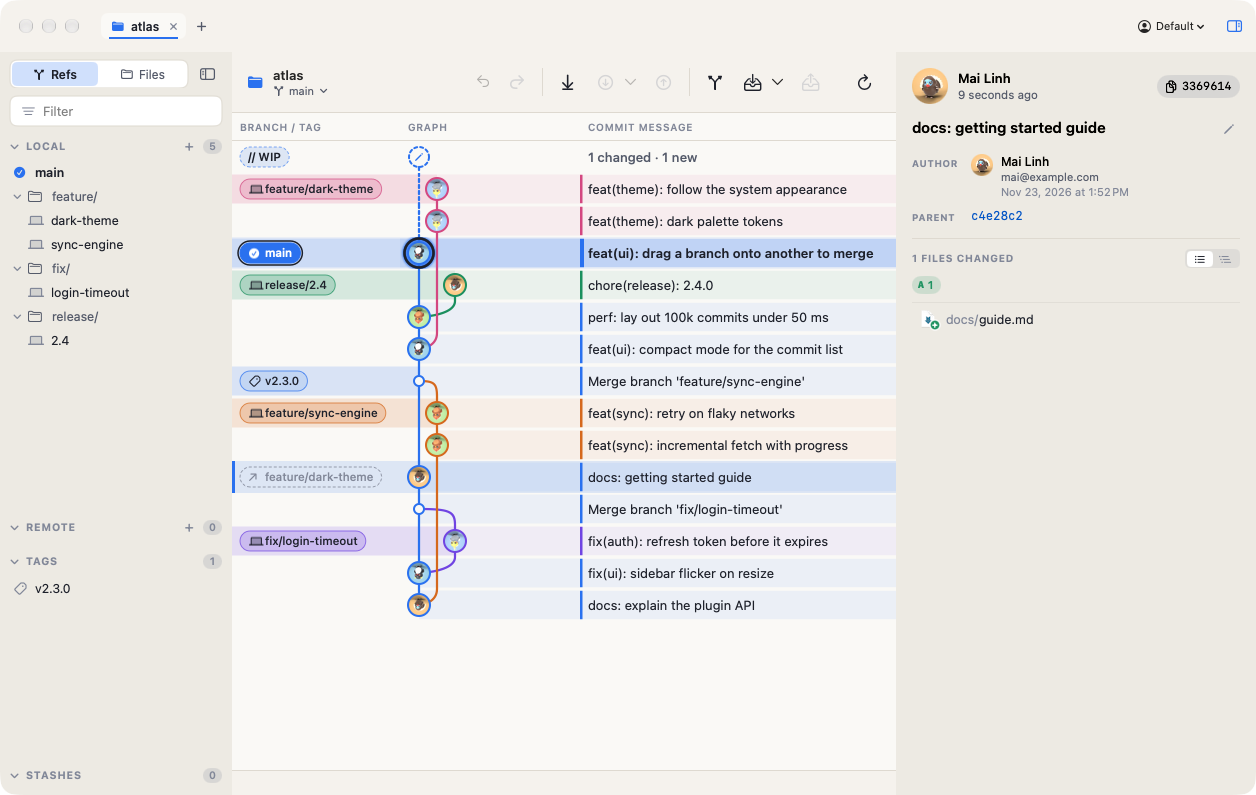 atlas
Default
Refs
Files
Filter
LOCAL 5
main
feature/
dark-theme
sync-engine
fix/
login-timeout
release/
2.4
REMOTE 0
TAGS 1
v2.3.0
STASHES 0
atlas
main
BRANCH / TAG GRAPH COMMIT MESSAGE
// WIP 1 changed · 1 new
feature/dark-theme feat(theme): follow the system appearance
feat(theme): dark palette tokens
main feat(ui): drag a branch onto another to merge
release/2.4 chore(release): 2.4.0
perf: lay out 100k commits under 50 ms
feat(ui): compact mode for the commit list
v2.3.0 Merge branch 'feature/sync-engine'
feature/sync-engine feat(sync): retry on flaky networks
feat(sync): incremental fetch with progress
feature/dark-theme docs: getting started guide
Merge branch 'fix/login-timeout'
fix/login-timeout fix(auth): refresh token before it expires
fix(ui): sidebar flicker on resize
docs: explain the plugin API
Mai Linh
9 seconds ago
3369614
docs: getting started guide
AUTHOR Mai Linh
mai@example.com
Nov 23, 2026 at 1:52 PM
PARENT c4e28c2
1 FILES CHANGED
A 1
docs/guide.md